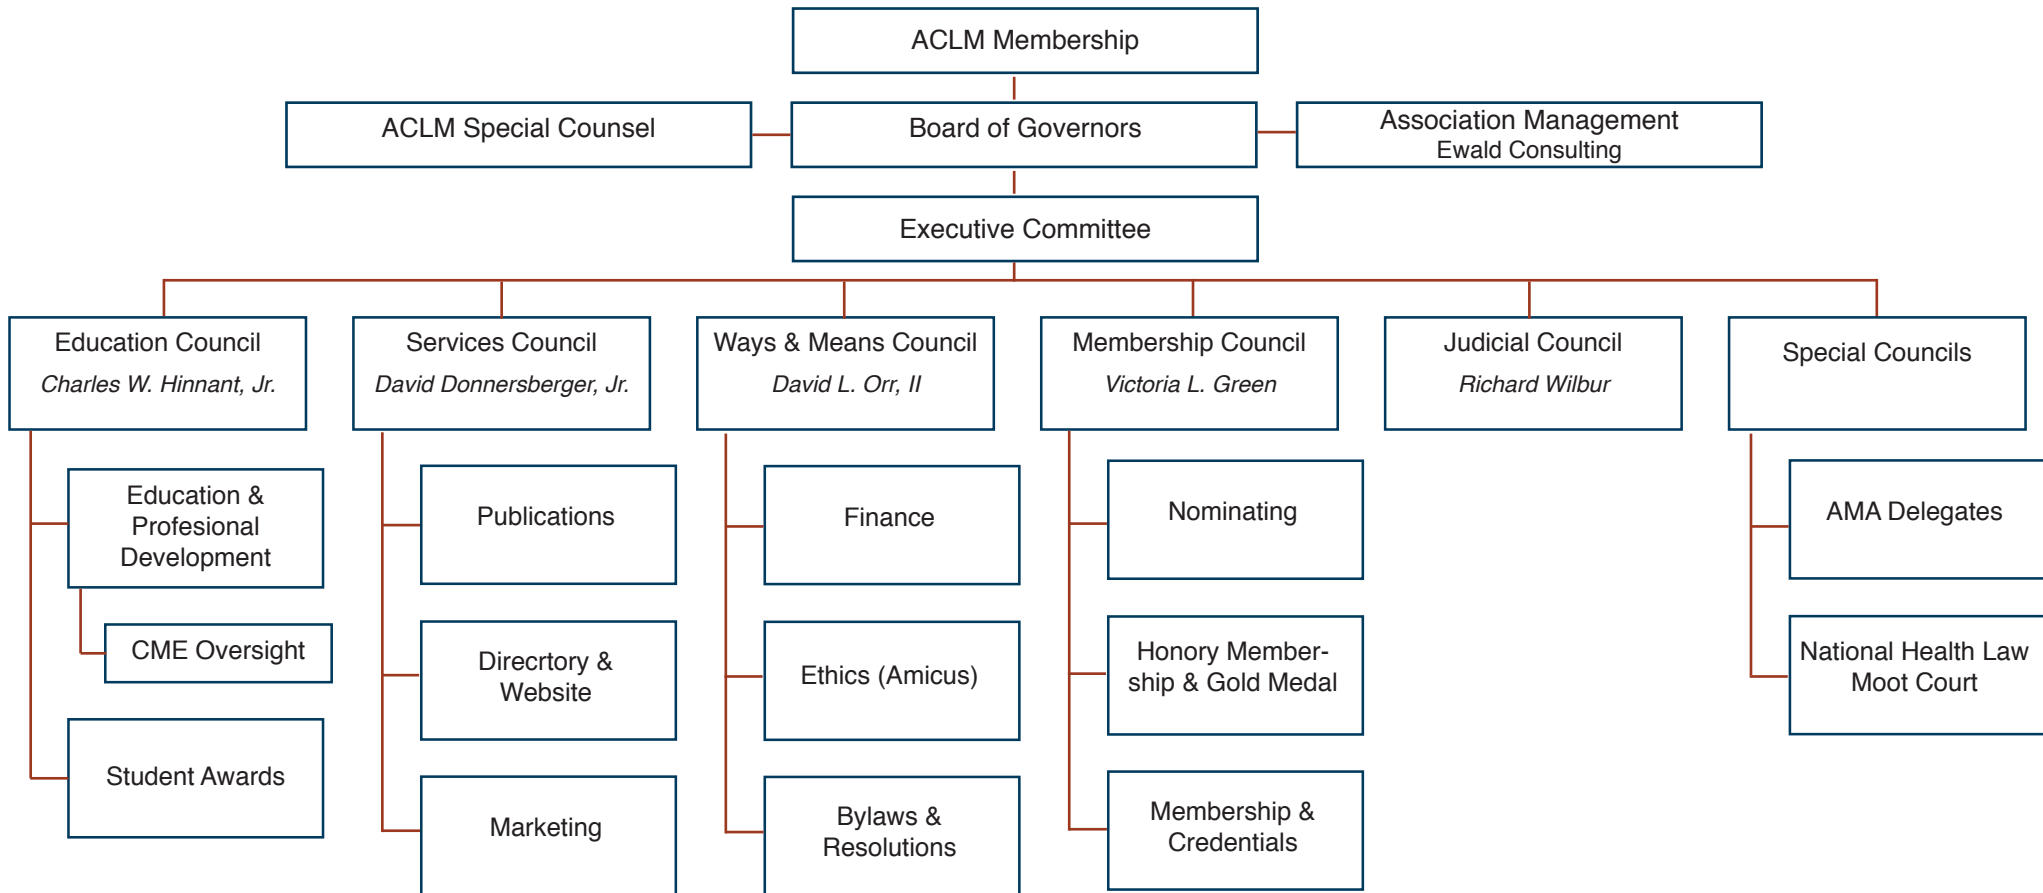 ACLM Membership
ACLM Special Counsel
Board of Governors
Association Management
Ewald Consulting
Executive Committee
Education Council
Charles W. Hinnant, Jr.
Services Council
David Donnersberger, Jr.
Ways & Means Council
David L. Orr, II
Membership Council
Victoria L. Green
Judicial Council
Richard Wilbur
Special Councils
Education &
Profesional
Development
CME Oversight
Student Awards
Publications
Direcrtory &
Website
Marketing
Finance
Ethics (Amicus)
Bylaws &
Resolutions
Nominating
Honory Member-
ship & Gold Medal
Membership &
Credentials
AMA Delegates
National Health Law
Moot Court